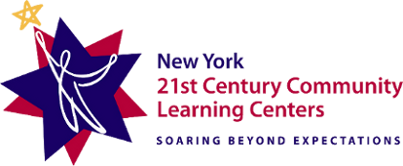 New York
21st Century Community
Learning Centers
SOARING BEYOND EXPECTATIONS